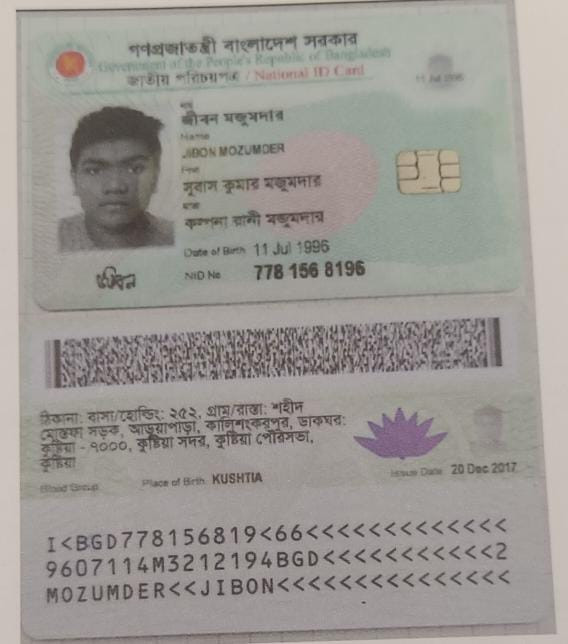 গণপ্রজাতন্ত্রী বাংলাদেশ সরকার
Government of the People's Republic of Bangladesh
জাতীয় পরিচয়পত্র / National ID Card
11 Jul 1996
নাম
জীবন মজুমদার
Name
JIBON MOZUMDER
পিতা
সুবাস কুমার মজুমদার
মাতা
কল্পনা রানী মজুমদার
Date of Birth 11 Jul 1996
NID No 778 156 8196
জীবন
ঠিকানা: বাসা/হোল্ডিং: ২৫২, গ্রাম/রাস্তা: শহীদ
সড়ক, আড়ুয়াপাড়া, কালিশংকরপুর, ডাকঘর:
কুষ্টিয়া - ৭০০০, কুষ্টিয়া সদর, কুষ্টিয়া পৌরসভা,
কুষ্টিয়া
Blood Group Place of Birth KUSHTIA Issue Date 20 Dec 2017
I<BGD778156819<66<<<<<<<<<<<<<
9607114M3212194BGD<<<<<<<<<<<2
MOZUMDER<<JIBON<<<<<<<<<<<<<<<